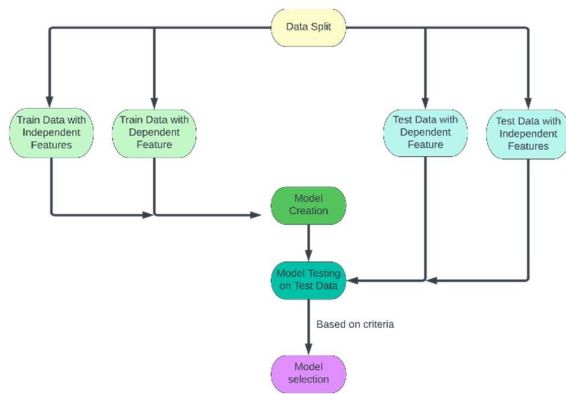 Data Split
Train Data with
Independent
Features
Train Data with
Dependent
Feature
Test Data with
Dependent
Feature
Test Data with
Independent
Features
Model
Creation
Model Testing
on Test Data
Based on criteria
Model
selection